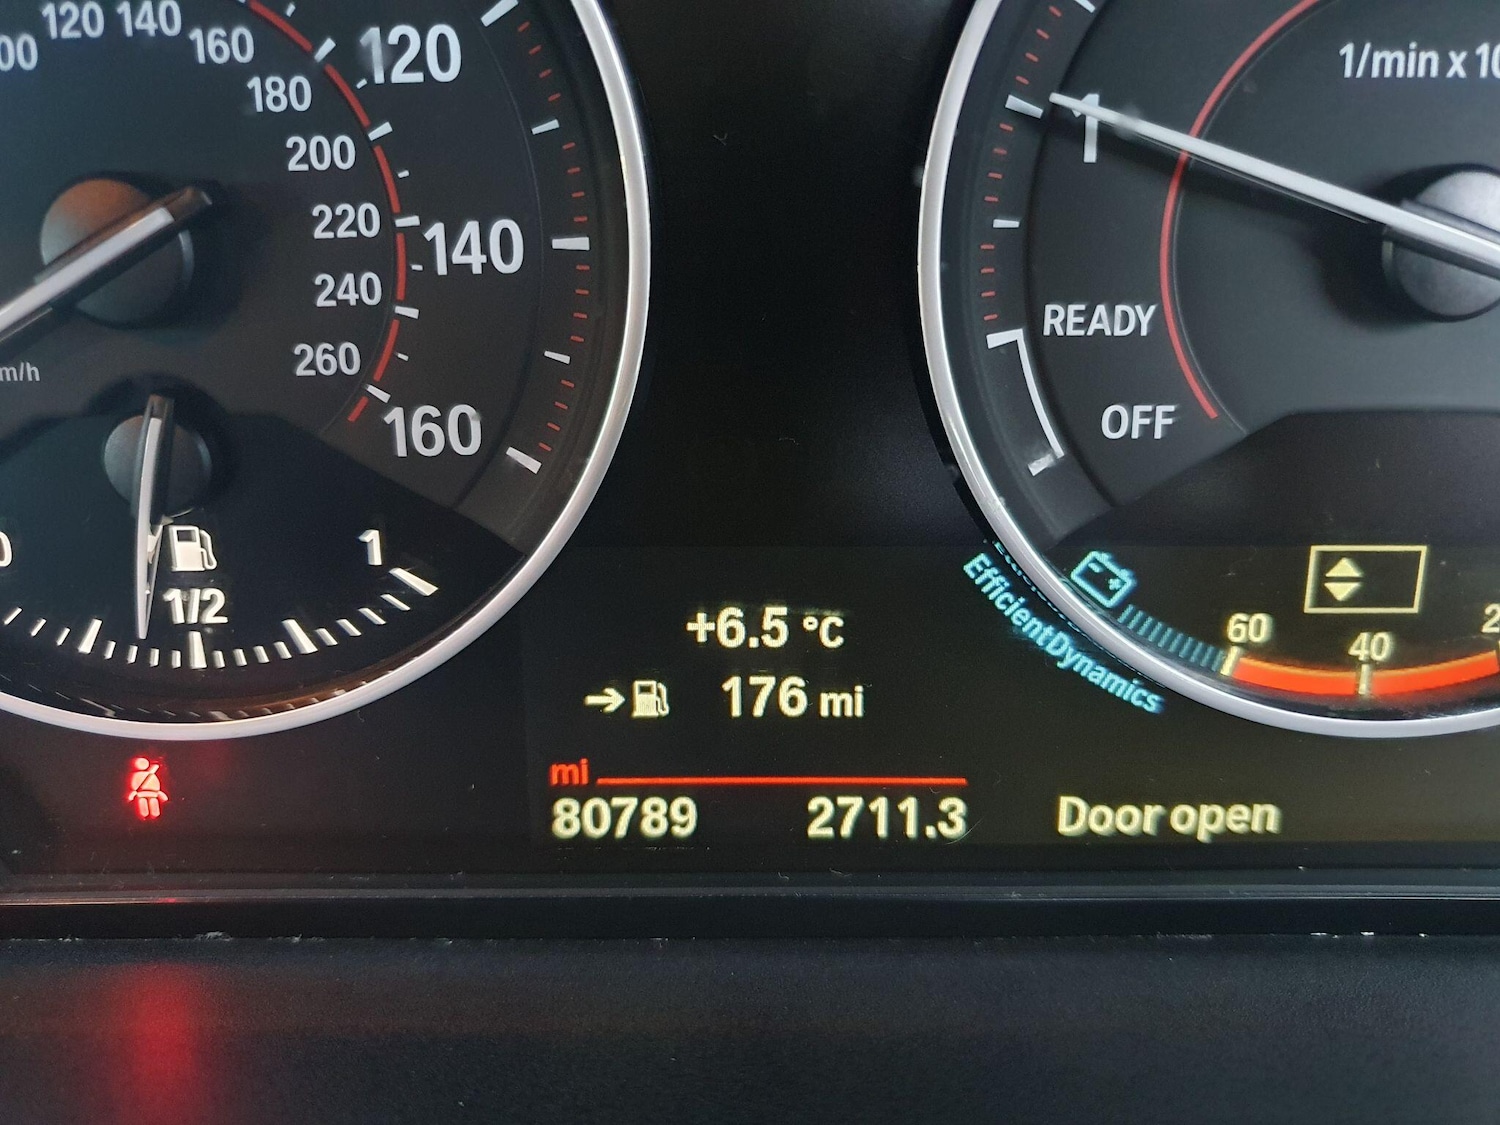 120 140
160
180
200
220
240
260
120
140
160
1/min x
1
READY
OFF
1
1/2
+6.5 °C
176 mi
mi
80789 2711.3
EfficientDynamics
60
40
Door open